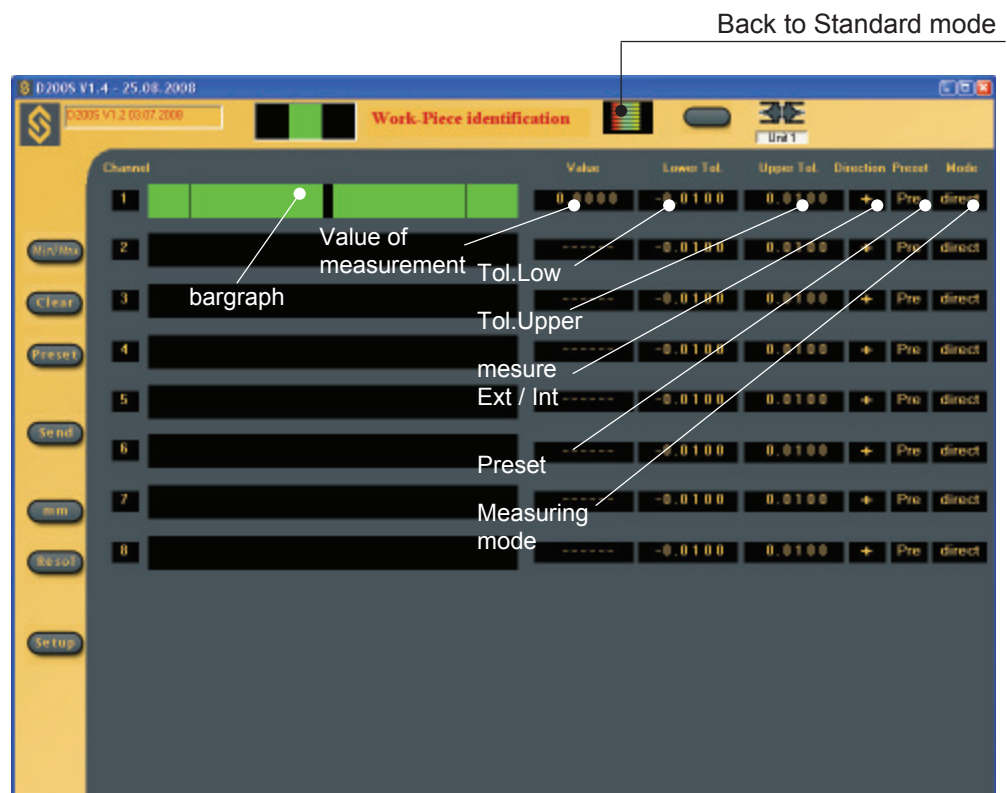 Back to Standard mode
D200S V1.4 - 25.08.2008
D200S V1.2 03.07.2008
Work-Piece identification
Unit 1
Channel Value Lower Tol. Upper Tol. Direction Preset Mode
1 0.0000 -0.0100 0.0100 + Pre direct
Value of
measurement
Min/Max
2 ------ -0.0100 0.0100 + Pre direct
Tol.Low
bargraph
Clear
3 ------ -0.0100 0.0100 + Pre direct
Tol.Upper
Preset
4 ------ -0.0100 0.0100 + Pre direct
mesure
Ext / Int
5 ------ -0.0100 0.0100 + Pre direct
Send
6 ------ -0.0100 0.0100 + Pre direct
Preset
mm
7 ------ -0.0100 0.0100 + Pre direct
Measuring
mode
Resol
8 ------ -0.0100 0.0100 + Pre direct
Setup